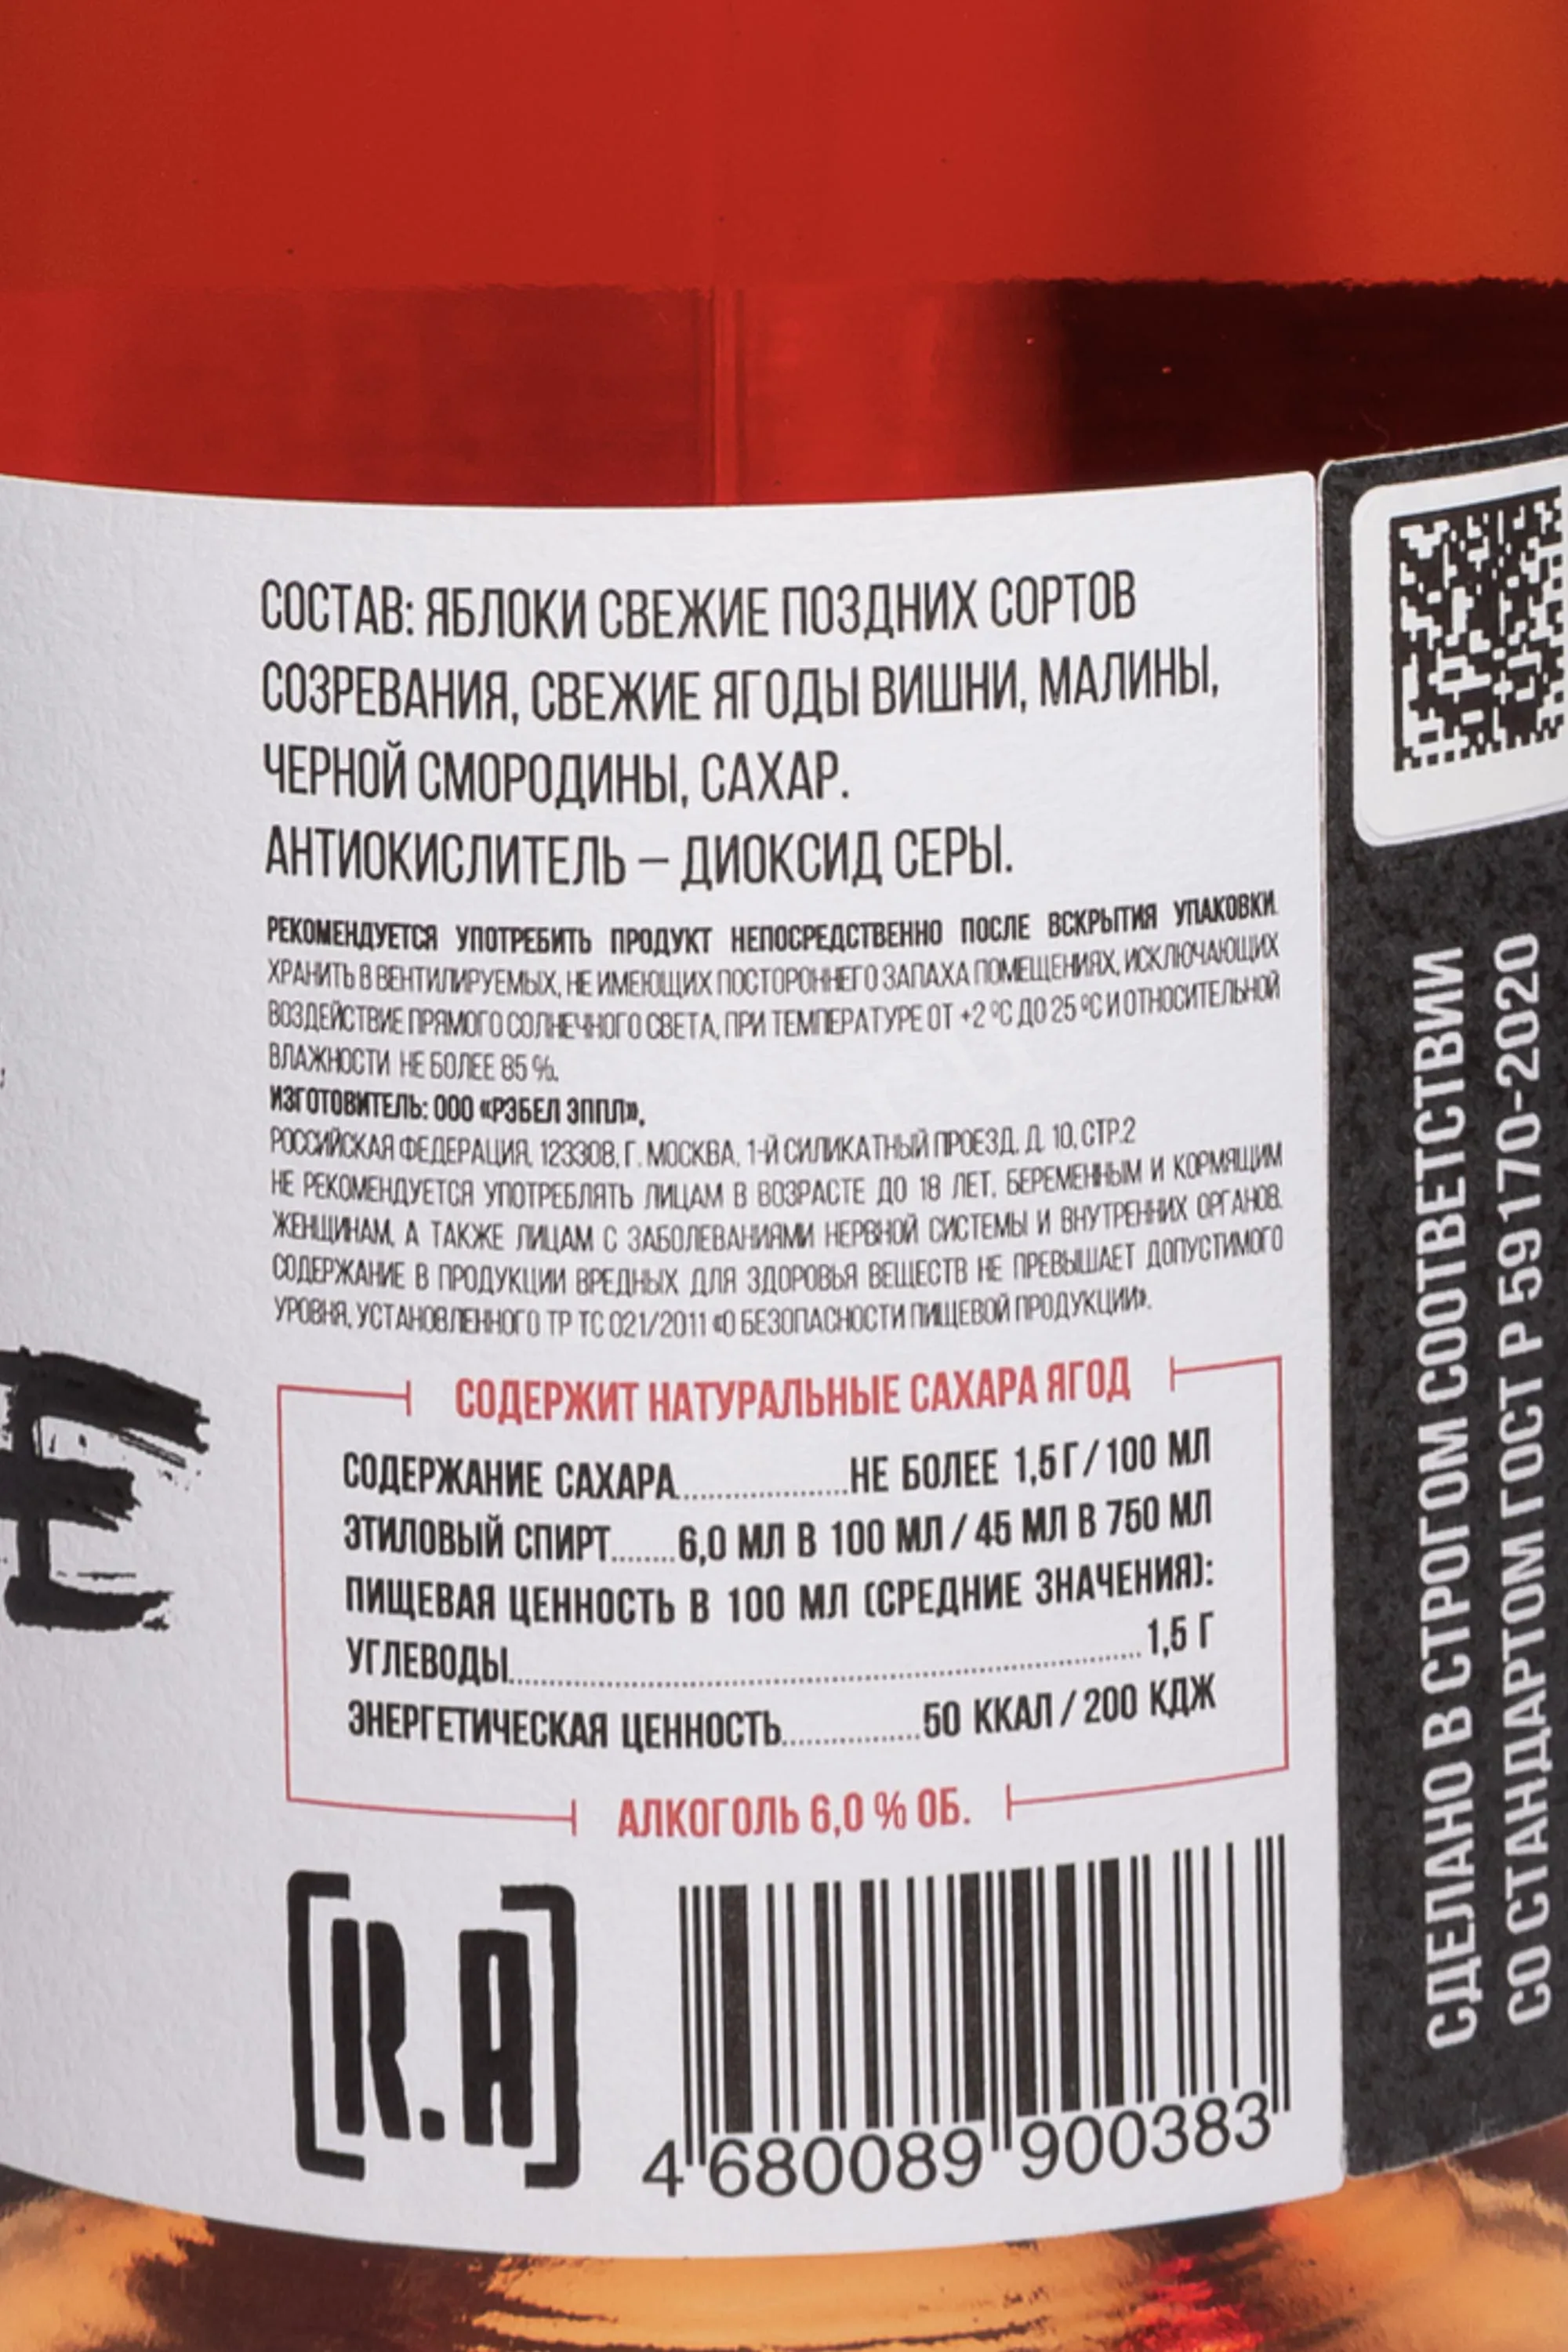 СОСТАВ: ЯБЛОКИ СВЕЖИЕ ПОЗДНИХ СОРТОВ
СОЗРЕВАНИЯ, СВЕЖИЕ ЯГОДЫ ВИШНИ, МАЛИНЫ,
ЧЕРНОЙ СМОРОДИНЫ, САХАР.
АНТИОКИСЛИТЕЛЬ – ДИОКСИД СЕРЫ.
РЕКОМЕНДУЕТСЯ УПОТРЕБИТЬ ПРОДУКТ НЕПОСРЕДСТВЕННО ПОСЛЕ ВСКРЫТИЯ УПАКОВКИ.
ХРАНИТЬ В ВЕНТИЛИРУЕМЫХ, НЕ ИМЕЮЩИХ ПОСТОРОННЕГО ЗАПАХА ПОМЕЩЕНИЯХ, ИСКЛЮЧАЮЩИХ
ВОЗДЕЙСТВИЕ ПРЯМОГО СОЛНЕЧНОГО СВЕТА, ПРИ ТЕМПЕРАТУРЕ ОТ +2 ºС ДО 25 ºС И ОТНОСИТЕЛЬНОЙ
ВЛАЖНОСТИ НЕ БОЛЕЕ 85 %.
ИЗГОТОВИТЕЛЬ: ООО «РЭБЕЛ ЭППЛ»,
РОССИЙСКАЯ ФЕДЕРАЦИЯ, 123308, Г. МОСКВА, 1-Й СИЛИКАТНЫЙ ПРОЕЗД, Д. 10, СТР.2
НЕ РЕКОМЕНДУЕТСЯ УПОТРЕБЛЯТЬ ЛИЦАМ В ВОЗРАСТЕ ДО 18 ЛЕТ, БЕРЕМЕННЫМ И КОРМЯЩИМ
ЖЕНЩИНАМ, А ТАКЖЕ ЛИЦАМ С ЗАБОЛЕВАНИЯМИ НЕРВНОЙ СИСТЕМЫ И ВНУТРЕННИХ ОРГАНОВ.
СОДЕРЖАНИЕ В ПРОДУКЦИИ ВРЕДНЫХ ДЛЯ ЗДОРОВЬЯ ВЕЩЕСТВ НЕ ПРЕВЫШАЕТ ДОПУСТИМОГО
УРОВНЯ, УСТАНОВЛЕННОГО ТР ТС 021/2011 «О БЕЗОПАСНОСТИ ПИЩЕВОЙ ПРОДУКЦИИ».
СОДЕРЖИТ НАТУРАЛЬНЫЕ САХАРА ЯГОД
СОДЕРЖАНИЕ САХАРА....................НЕ БОЛЕЕ 1,5 Г / 100 МЛ
ЭТИЛОВЫЙ СПИРТ........6,0 МЛ В 100 МЛ / 45 МЛ В 750 МЛ
ПИЩЕВАЯ ЦЕННОСТЬ В 100 МЛ (СРЕДНИЕ ЗНАЧЕНИЯ):
УГЛЕВОДЫ....................1,5 Г
ЭНЕРГЕТИЧЕСКАЯ ЦЕННОСТЬ................50 ККАЛ / 200 КДЖ
АЛКОГОЛЬ 6,0 % ОБ.
[R.A]
4 680089 900383
СДЕЛАНО В СТРОГОМ СООТВЕТСТВИИ
СО СТАНДАРТОМ ГОСТ Р 59170-2020